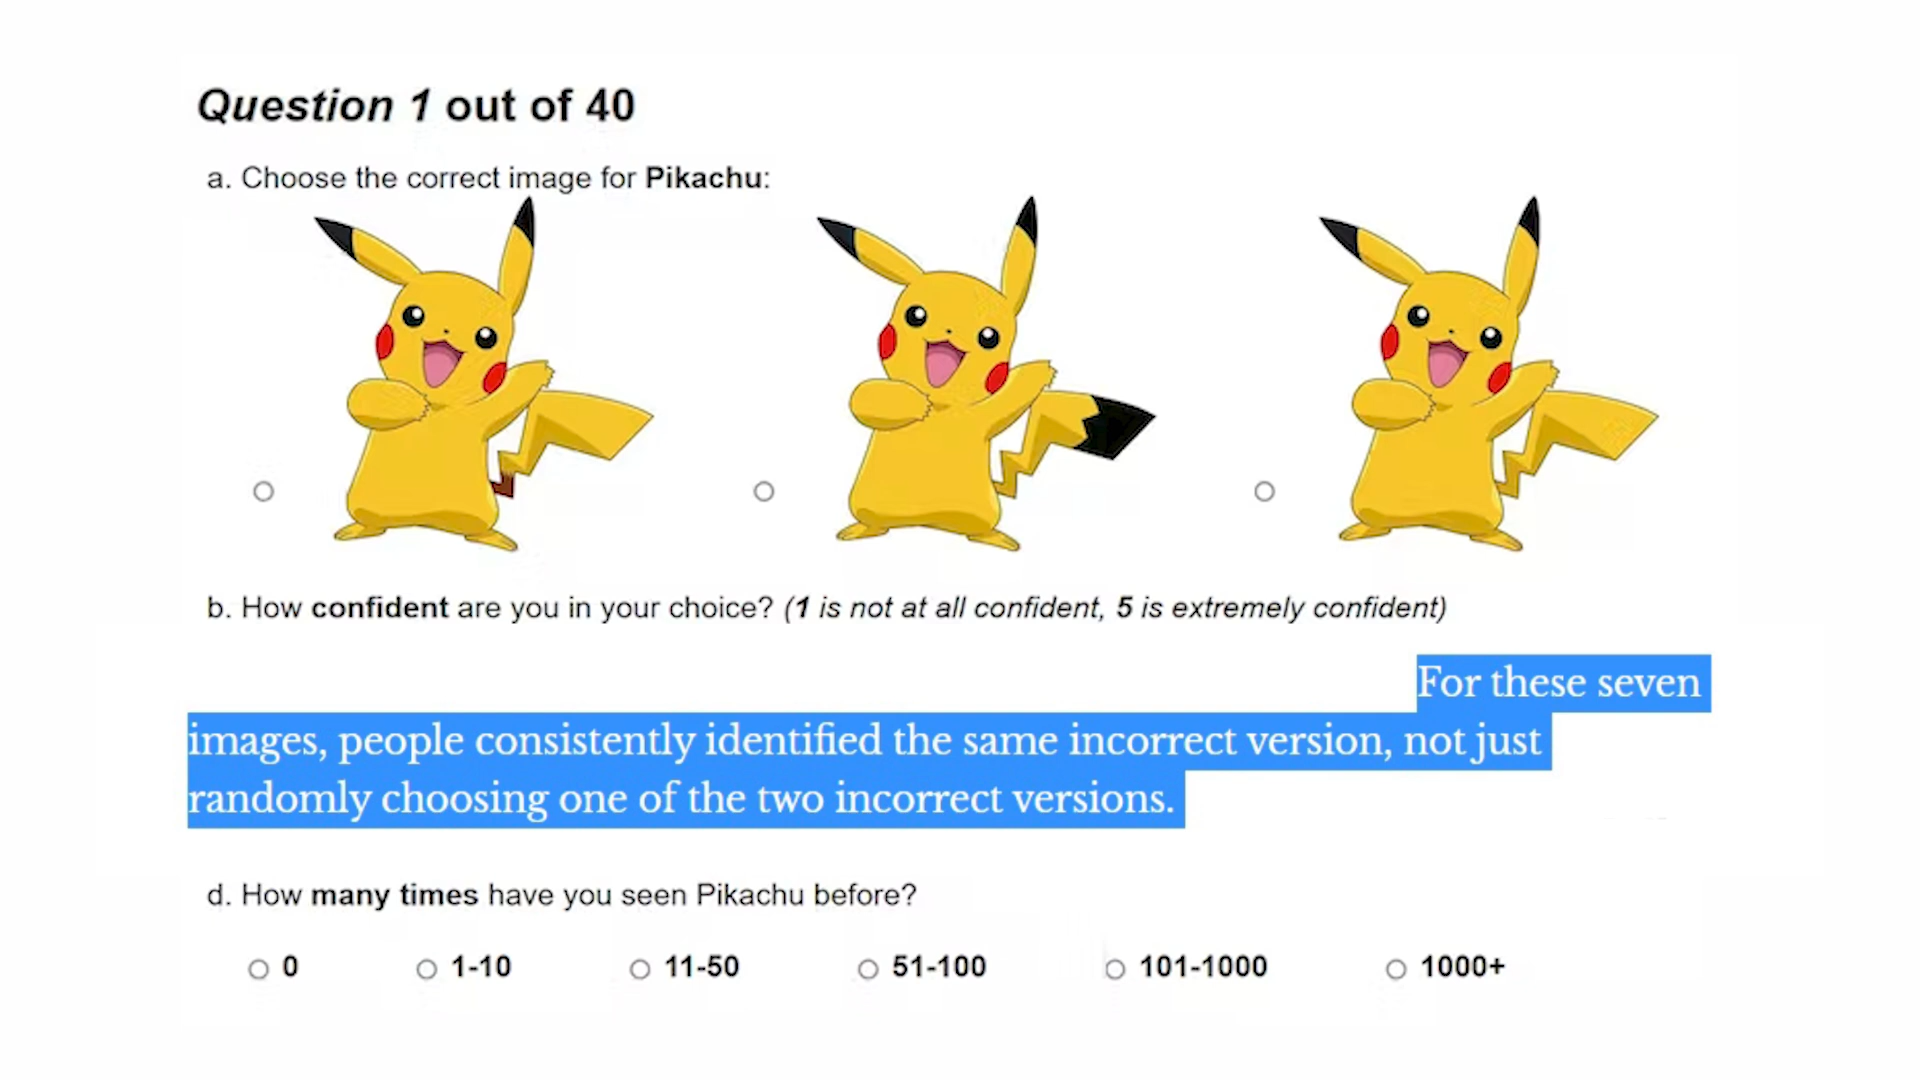 Question 1 out of 40
a. Choose the correct image for Pikachu:
b. How confident are you in your choice? (1 is not at all confident, 5 is extremely confident)
For these seven
images, people consistently identified the same incorrect version, not just
randomly choosing one of the two incorrect versions.
d. How many times have you seen Pikachu before?
0 1-10 11-50 51-100 101-1000 1000+